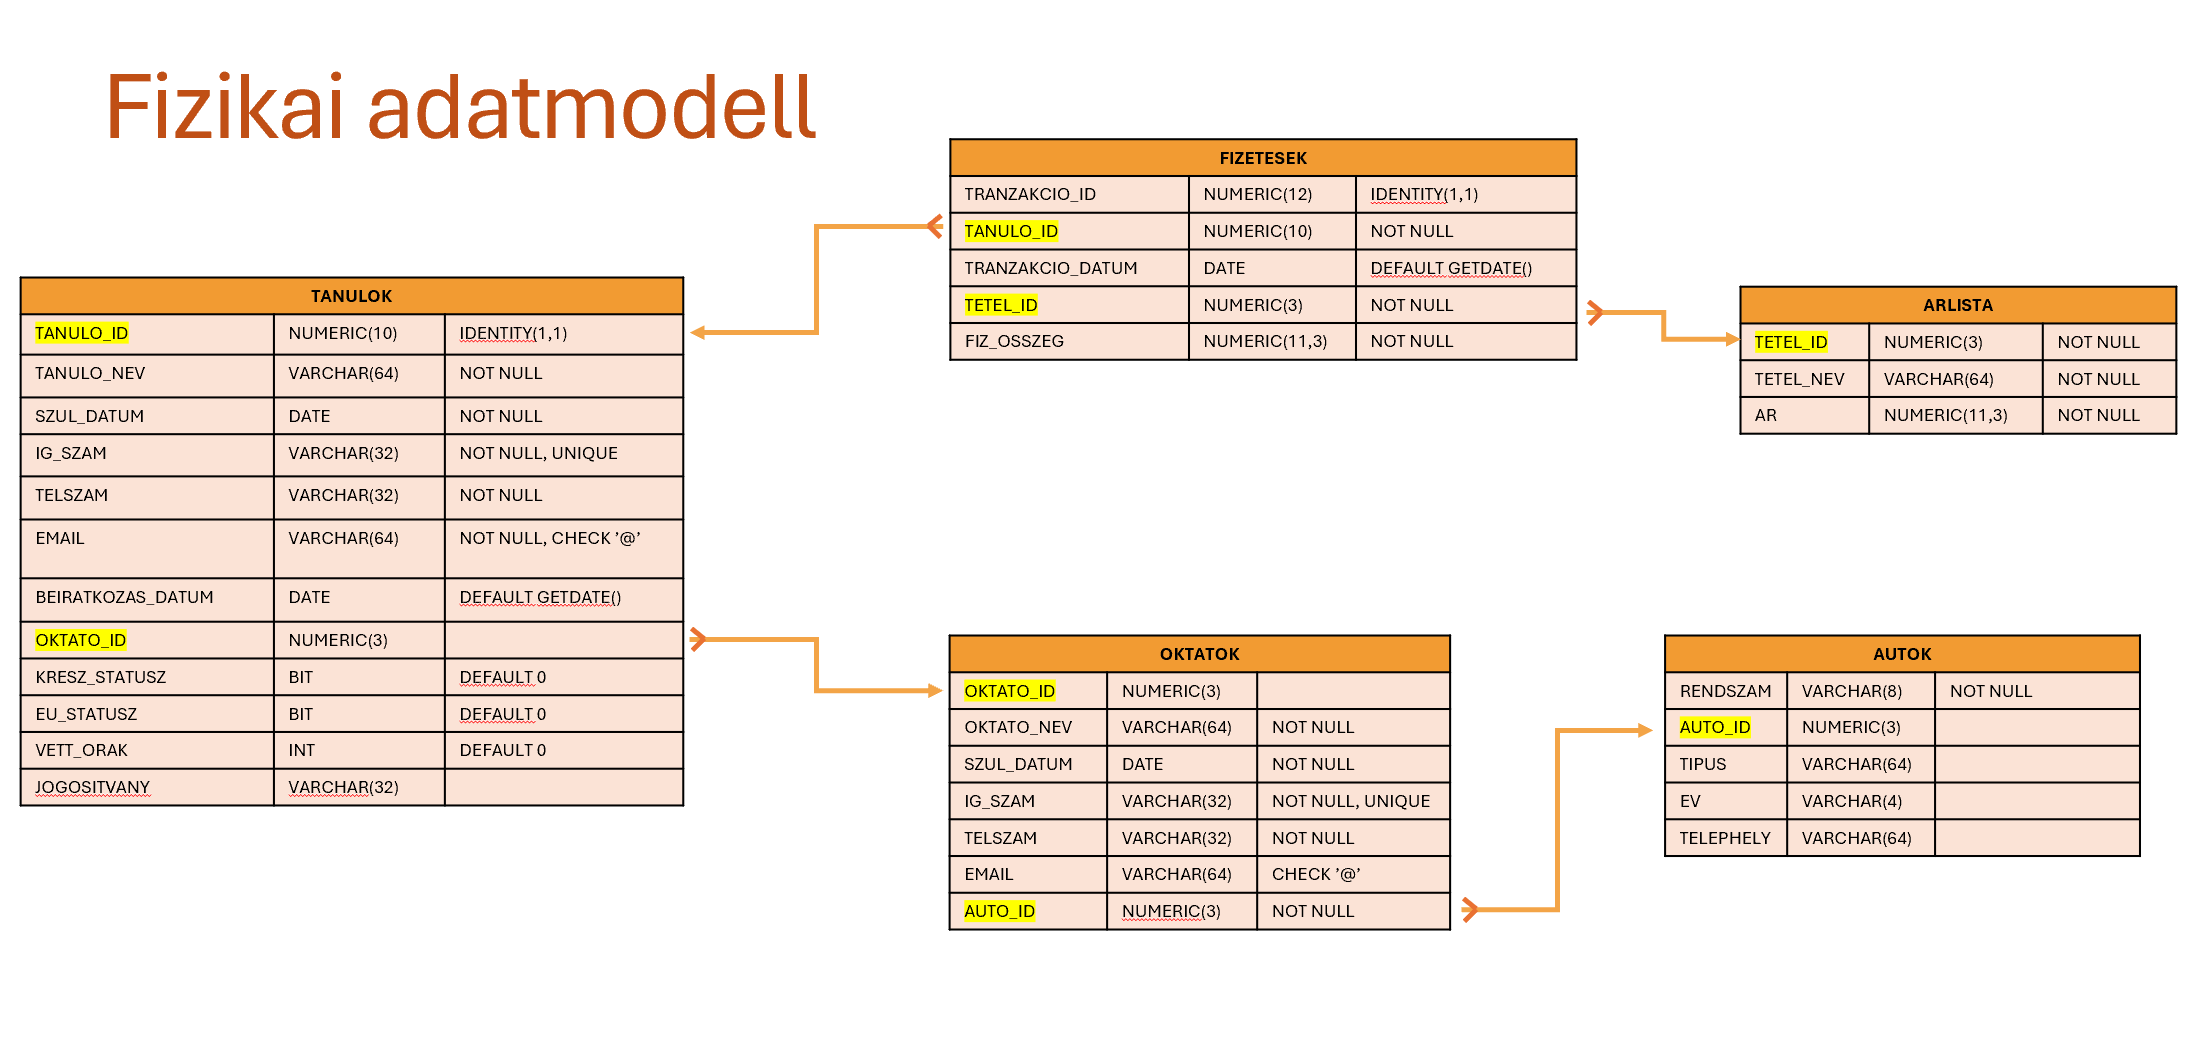 Fizikai adatmodell
FIZETESEK
TRANZAKCIO_ID NUMERIC(12) IDENTITY(1,1)
TANULO_ID NUMERIC(10) NOT NULL
TRANZAKCIO_DATUM DATE DEFAULT GETDATE()
TETEL_ID NUMERIC(3) NOT NULL
FIZ_OSSZEG NUMERIC(11,3) NOT NULL
TANULOK
TANULO_ID NUMERIC(10) IDENTITY(1,1)
TANULO_NEV VARCHAR(64) NOT NULL
SZUL_DATUM DATE NOT NULL
IG_SZAM VARCHAR(32) NOT NULL, UNIQUE
TELSZAM VARCHAR(32) NOT NULL
EMAIL VARCHAR(64) NOT NULL, CHECK ’@’
BEIRATKOZAS_DATUM DATE DEFAULT GETDATE()
OKTATO_ID NUMERIC(3)
KRESZ_STATUSZ BIT DEFAULT 0
EU_STATUSZ BIT DEFAULT 0
VETT_ORAK INT DEFAULT 0
JOGOSITVANY VARCHAR(32)
ARLISTA
TETEL_ID NUMERIC(3) NOT NULL
TETEL_NEV VARCHAR(64) NOT NULL
AR NUMERIC(11,3) NOT NULL
OKTATOK
OKTATO_ID NUMERIC(3)
OKTATO_NEV VARCHAR(64) NOT NULL
SZUL_DATUM DATE NOT NULL
IG_SZAM VARCHAR(32) NOT NULL, UNIQUE
TELSZAM VARCHAR(32) NOT NULL
EMAIL VARCHAR(64) CHECK ’@’
AUTO_ID NUMERIC(3) NOT NULL
AUTOK
RENDSZAM VARCHAR(8) NOT NULL
AUTO_ID NUMERIC(3)
TIPUS VARCHAR(64)
EV VARCHAR(4)
TELEPHELY VARCHAR(64)